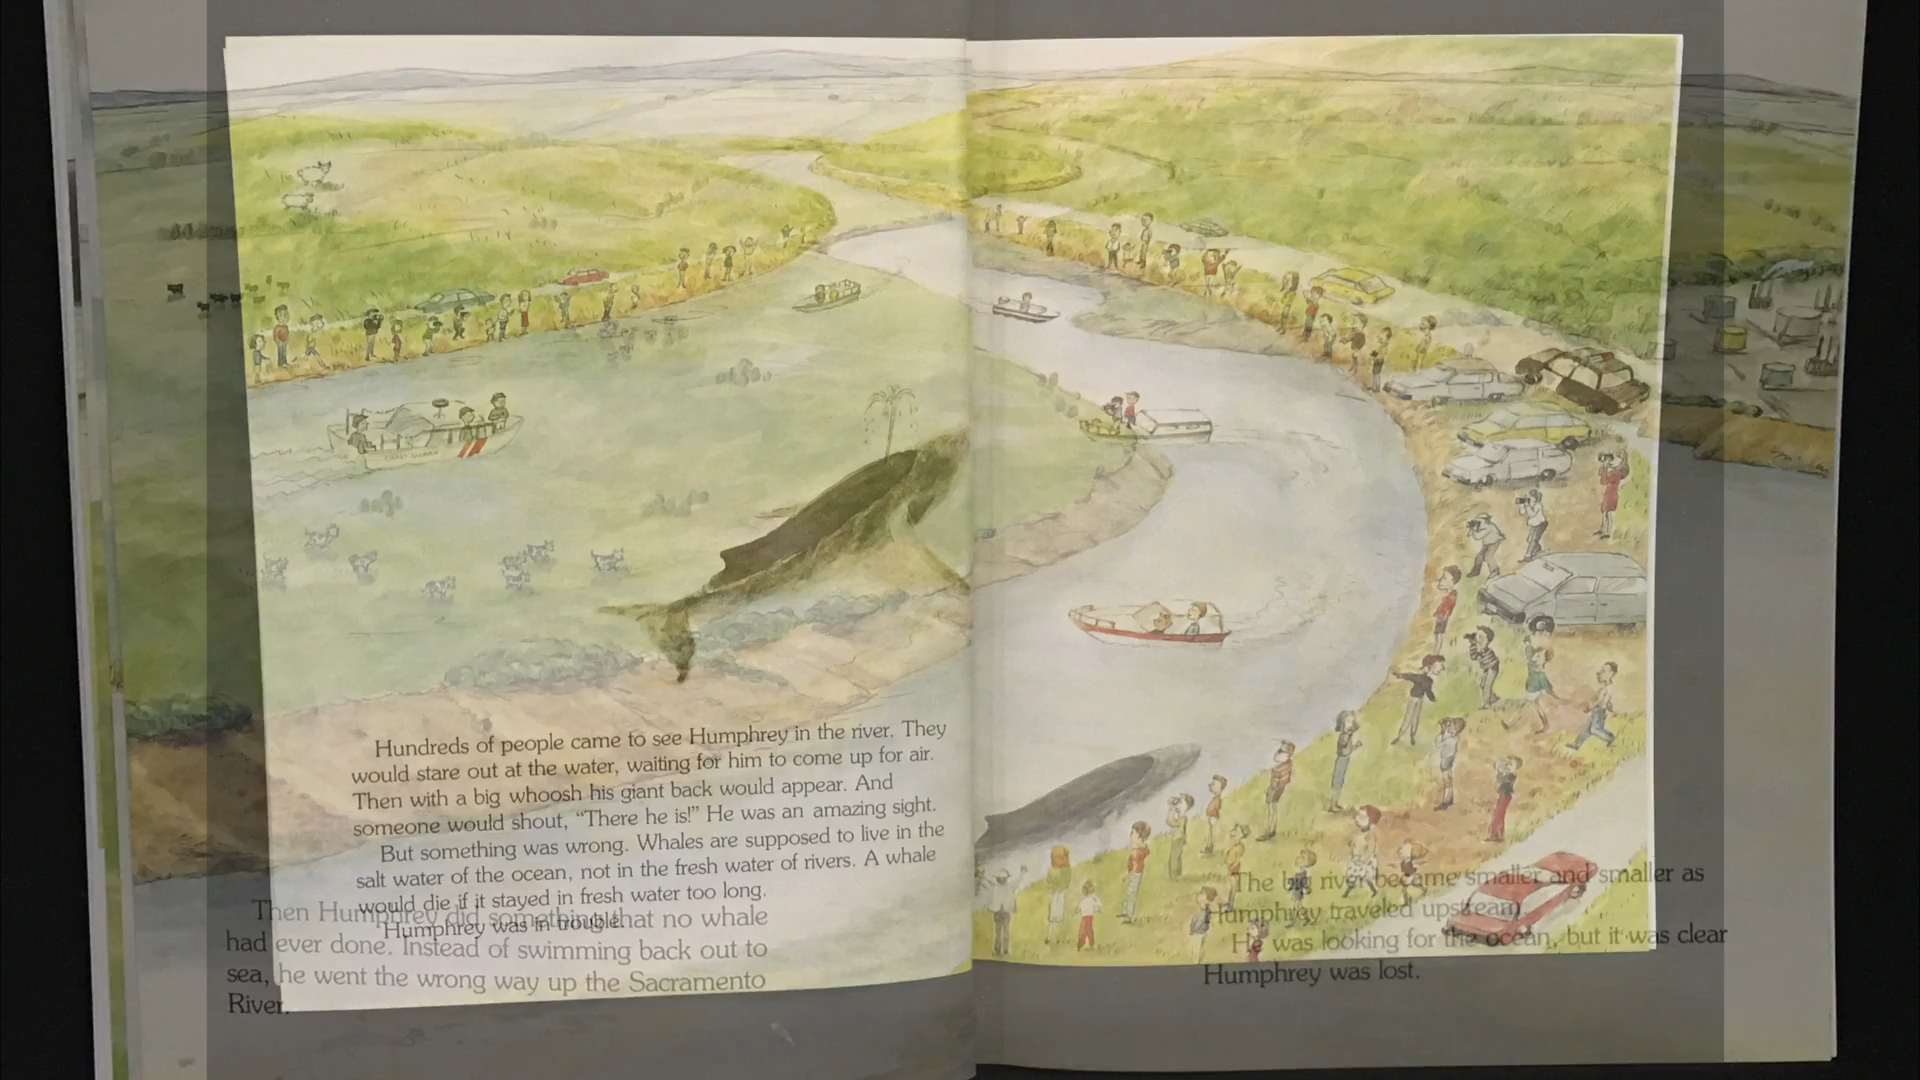 Hundreds of people came to see Humphrey in the river. They
would stare out at the water, waiting for him to come up for air.
Then with a big whoosh his giant back would appear. And
someone would shout, “There he is!” He was an amazing sight.
But something was wrong. Whales are supposed to live in the
salt water of the ocean, not in the fresh water of rivers. A whale
would die if it stayed in fresh water too long.
Humphrey was in trouble.
Then Humphrey did something that no whale
had ever done. Instead of swimming back out to
sea, he went the wrong way up the Sacramento
River.
The big river became smaller and smaller as
Humphrey traveled upstream.
He was looking for the ocean, but it was clear
Humphrey was lost.
COAST GUARD